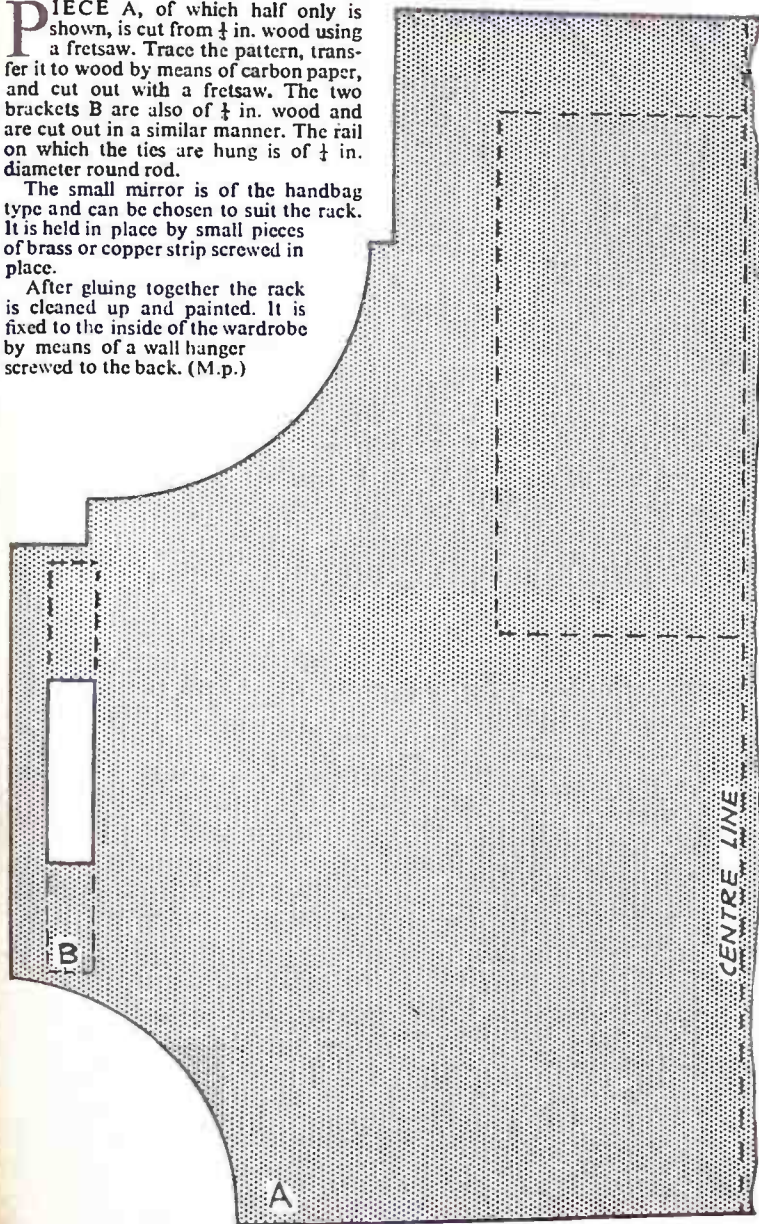 PIECE A, of which half only is
shown, is cut from ¼ in. wood using
a fretsaw. Trace the pattern, trans-
fer it to wood by means of carbon paper,
and cut out with a fretsaw. The two
brackets B are also of ¼ in. wood and
are cut out in a similar manner. The rail
on which the ties are hung is of ¼ in.
diameter round rod.
The small mirror is of the handbag
type and can be chosen to suit the rack.
It is held in place by small pieces
of brass or copper strip screwed in
place.
After gluing together the rack
is cleaned up and painted. It is
fixed to the inside of the wardrobe
by means of a wall hanger
screwed to the back. (M.p.)
CENTRE LINE
B
A